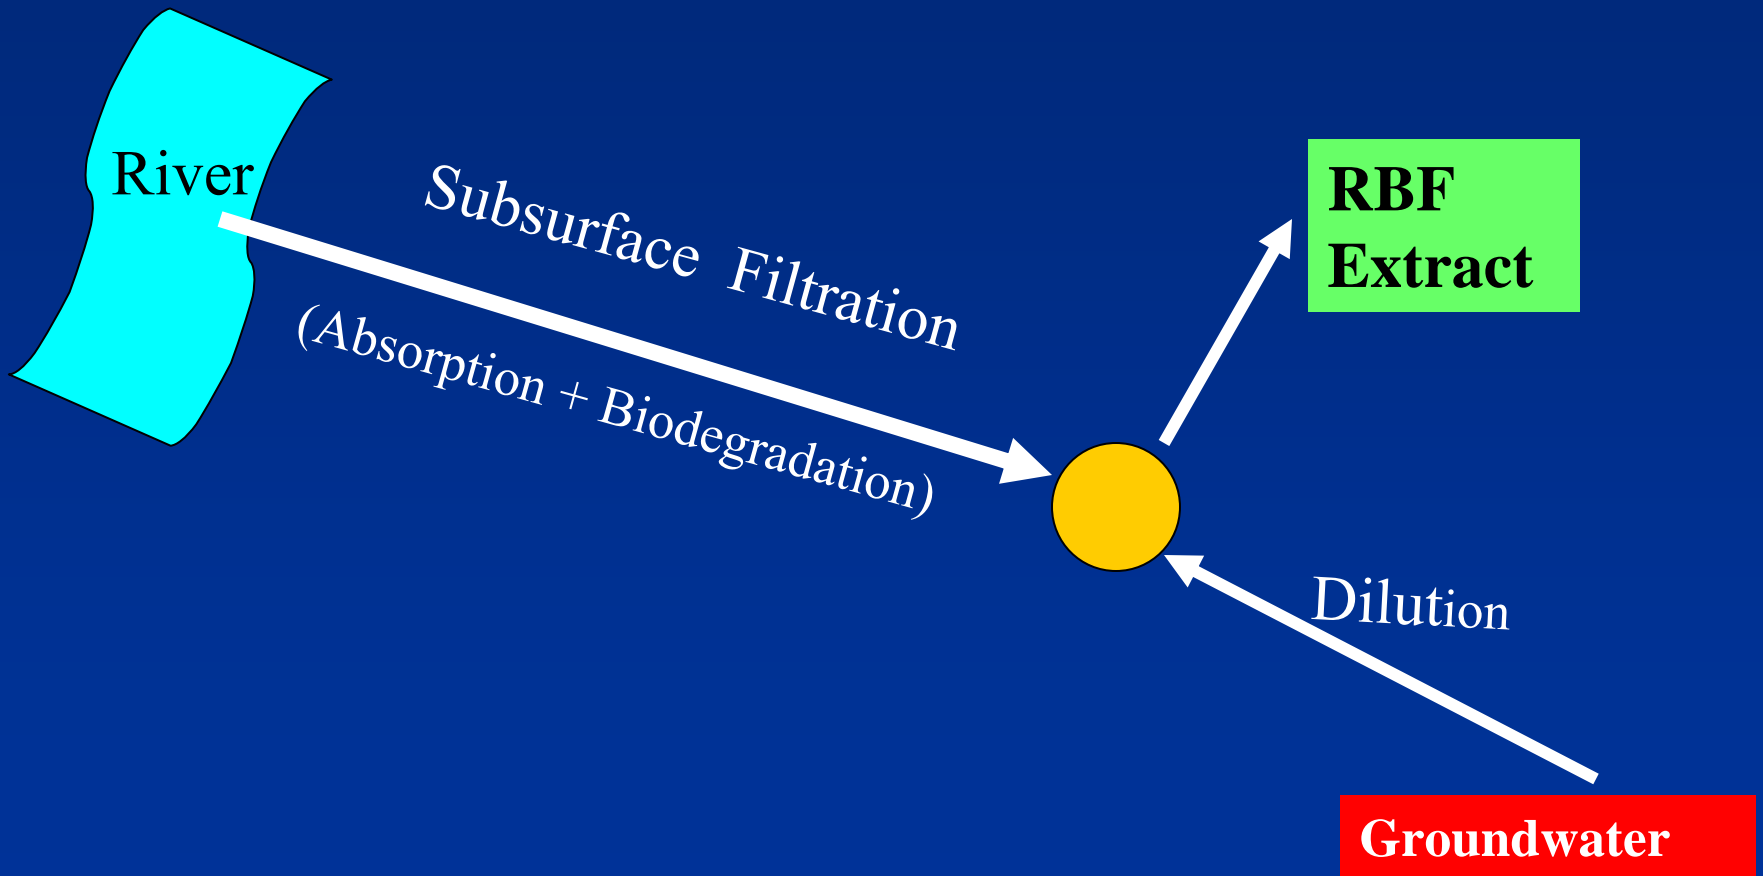 River
Subsurface Filtration
(Absorption + Biodegradation)
RBF
Extract
Dilution
Groundwater